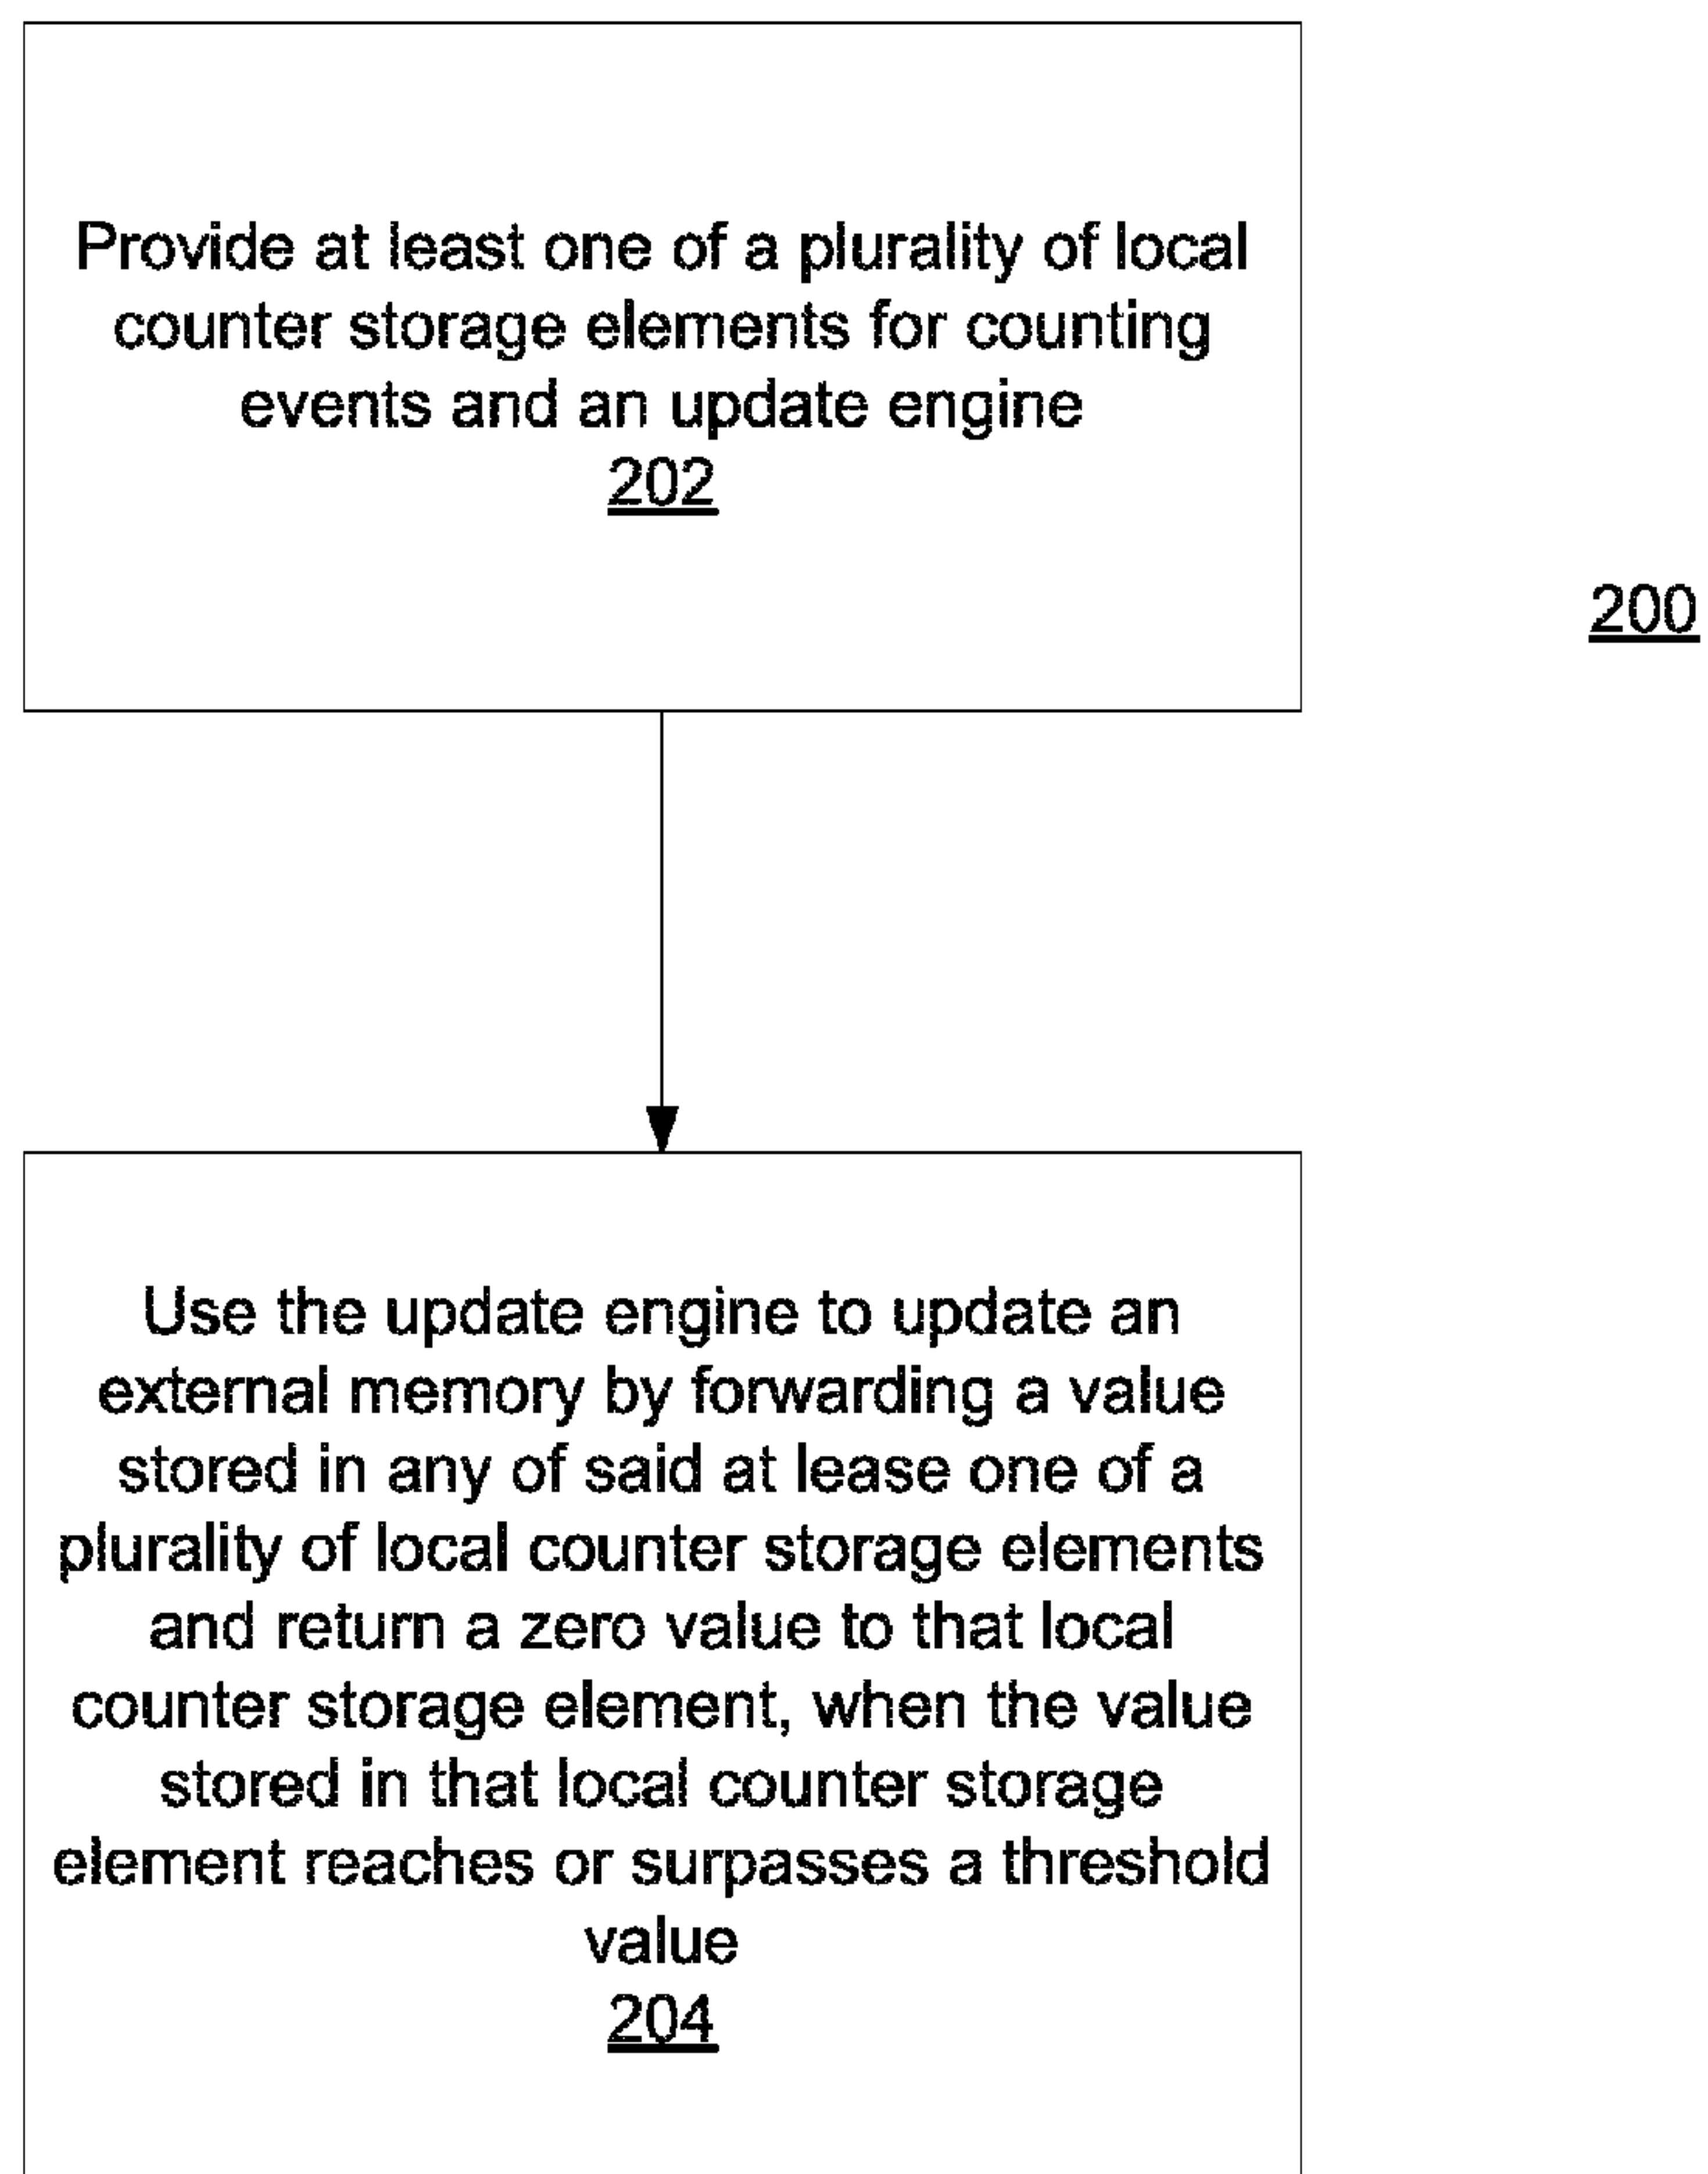 Provide at least one of a plurality of local
counter storage elements for counting
events and an update engine
202
200
Use the update engine to update an
external memory by forwarding a value
stored in any of said at lease one of a
plurality of local counter storage elements
and return a zero value to that local
counter storage element, when the value
stored in that local counter storage
element reaches or surpasses a threshold
value
204